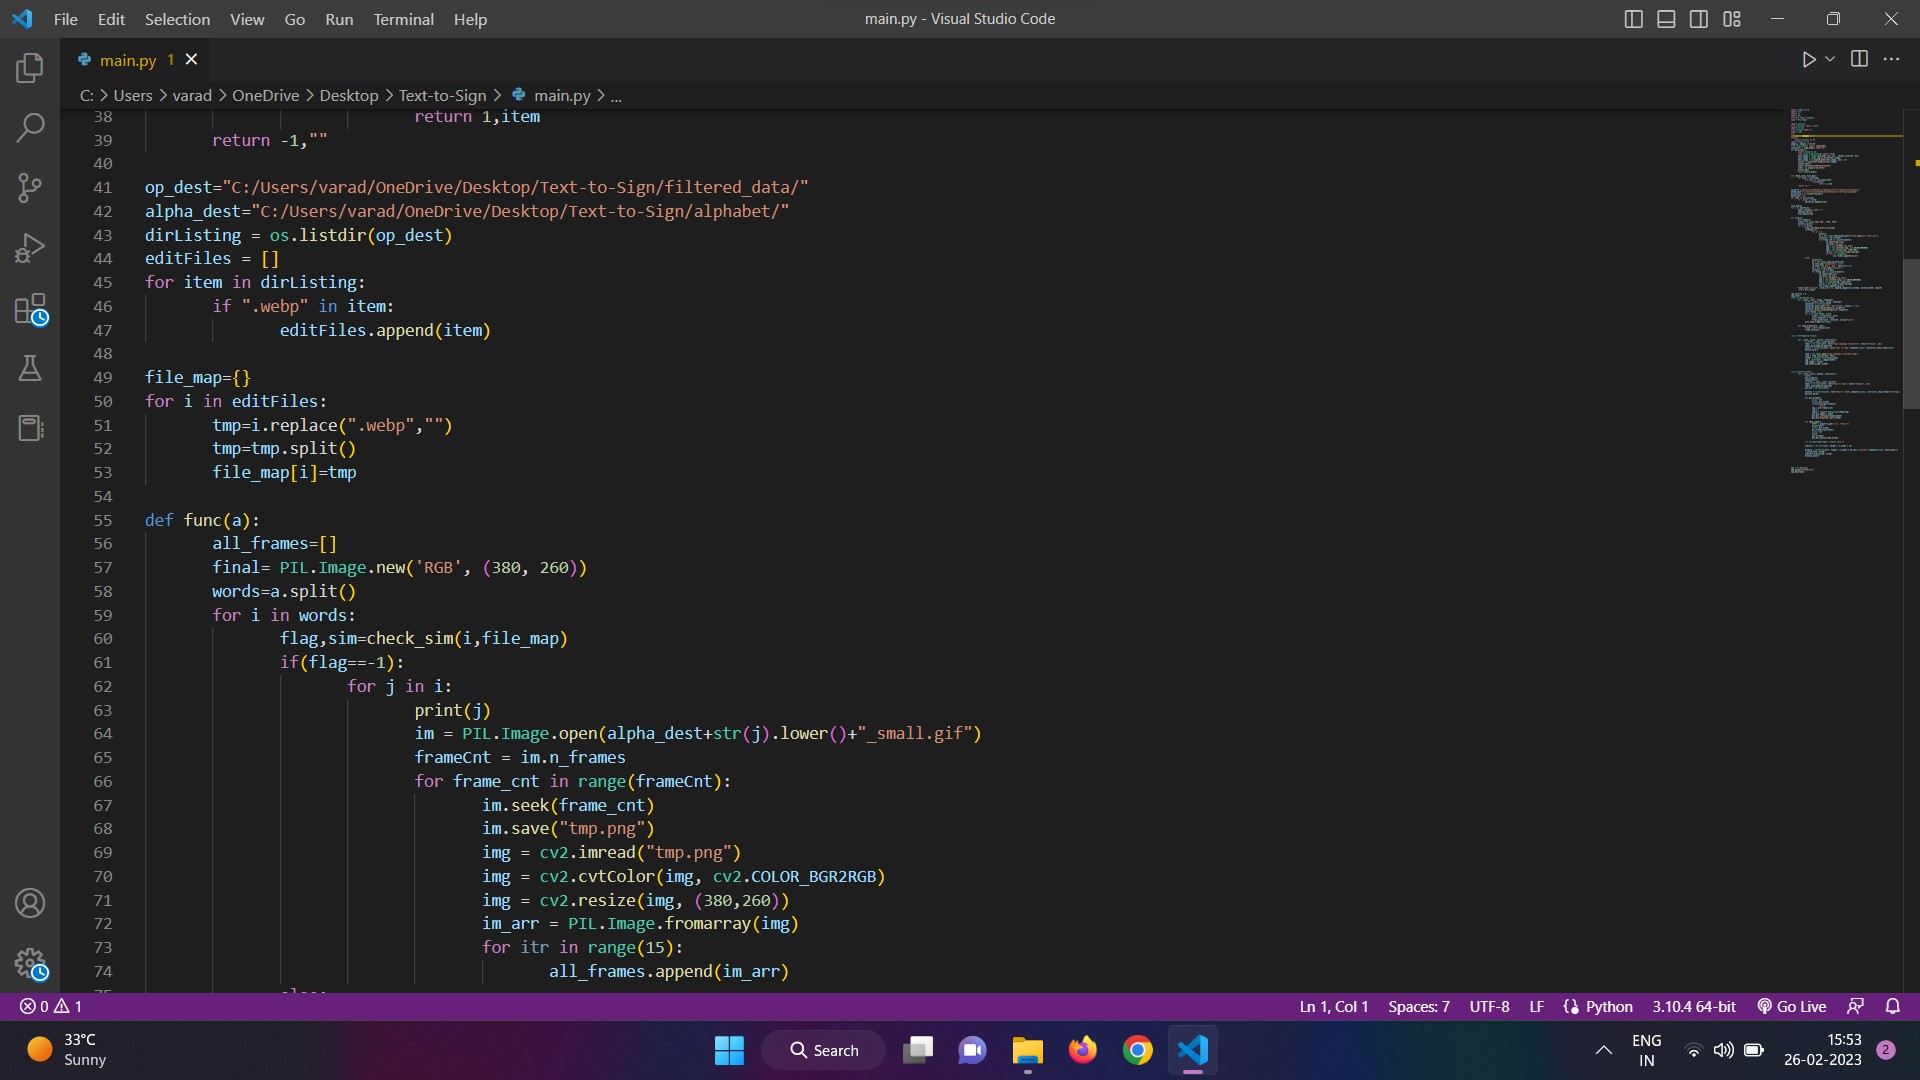 File Edit Selection View Go Run Terminal Help
main.py - Visual Studio Code
main.py 1
C: > Users > varad > OneDrive > Desktop > Text-to-Sign > main.py > ...
38 return 1,item
39 return -1,""
40
41 op_dest="C:/Users/varad/OneDrive/Desktop/Text-to-Sign/filtered_data/"
42 alpha_dest="C:/Users/varad/OneDrive/Desktop/Text-to-Sign/alphabet/"
43 dirListing = os.listdir(op_dest)
44 editFiles = []
45 for item in dirListing:
46 if ".webp" in item:
47 editFiles.append(item)
48
49 file_map={}
50 for i in editFiles:
51 tmp=i.replace(".webp","")
52 tmp=tmp.split()
53 file_map[i]=tmp
54
55 def func(a):
56 all_frames=[]
57 final= PIL.Image.new('RGB', (380, 260))
58 words=a.split()
59 for i in words:
60 flag,sim=check_sim(i,file_map)
61 if(flag==-1):
62 for j in i:
63 print(j)
64 im = PIL.Image.open(alpha_dest+str(j).lower()+"_small.gif")
65 frameCnt = im.n_frames
66 for frame_cnt in range(frameCnt):
67 im.seek(frame_cnt)
68 im.save("tmp.png")
69 img = cv2.imread("tmp.png")
70 img = cv2.cvtColor(img, cv2.COLOR_BGR2RGB)
71 img = cv2.resize(img, (380,260))
72 im_arr = PIL.Image.fromarray(img)
73 for itr in range(15):
74 all_frames.append(im_arr)
0 1
Ln 1, Col 1 Spaces: 7 UTF-8 LF Python 3.10.4 64-bit Go Live
33°C
Sunny
Search
ENG
IN
15:53
26-02-2023
2